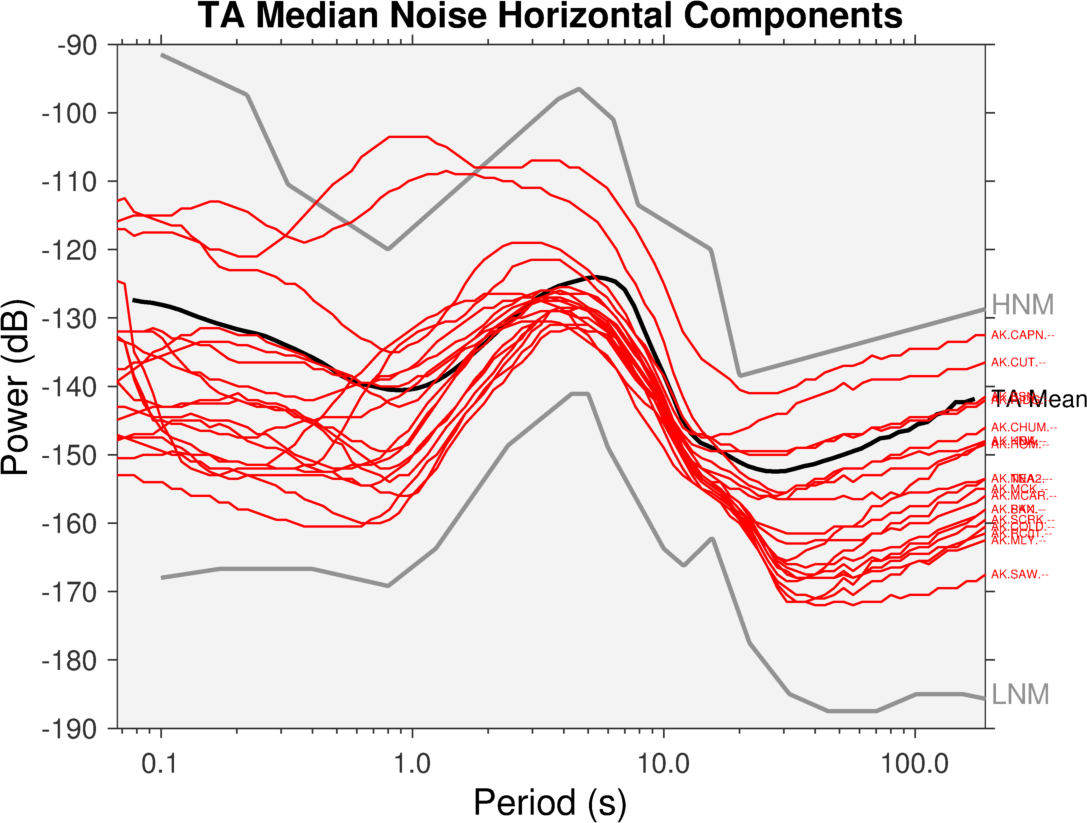 TA Median Noise Horizontal Components
-90
-100
-110
-120
-130
-140
-150
-160
-170
-180
-190
Power (dB)
0.1
1.0
10.0
100.0
Period (s)
HNM
AK.CAPN.--
AK.CUT.--
TA Mean
AK.CHUM.--
AK.MCK.--
AK.MCAR.--
AK.SCRK.--
AK.COLD.--
AK.MLY.--
AK.SAW.--
LNM